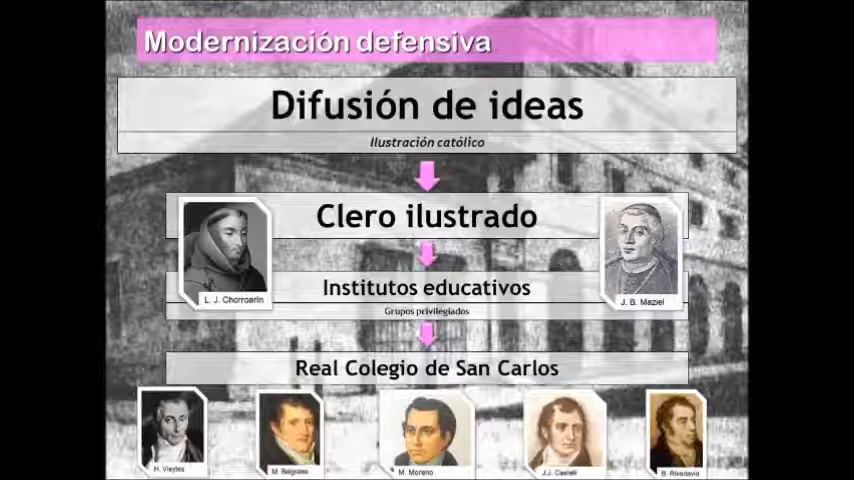 Modernización defensiva
Difusión de ideas
Ilustración católico
Clero ilustrado
L. J. Chorroarin
J. B. Maziel
Institutos educativos
Grupos privilegiados
Real Colegio de San Carlos
H. Vieytes
M. Belgrano
M. Moreno
J.J. Castelli
B. Rivadavia